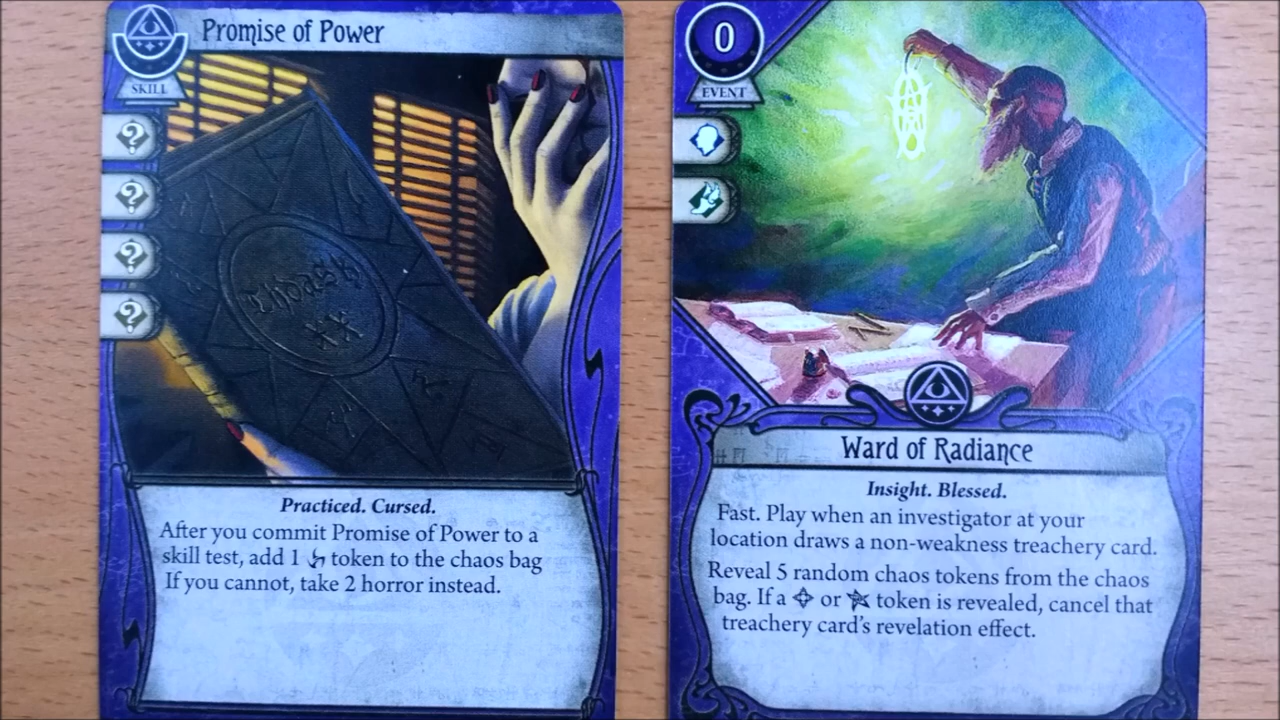 Promise of Power
SKILL
?
?
?
?
Practiced. Cursed.
After you commit Promise of Power to a
skill test, add 1 token to the chaos bag
If you cannot, take 2 horror instead.
0
EVENT
Ward of Radiance
Insight. Blessed.
Fast. Play when an investigator at your
location draws a non-weakness treachery card.
Reveal 5 random chaos tokens from the chaos
bag. If a or token is revealed, cancel that
treachery card's revelation effect.